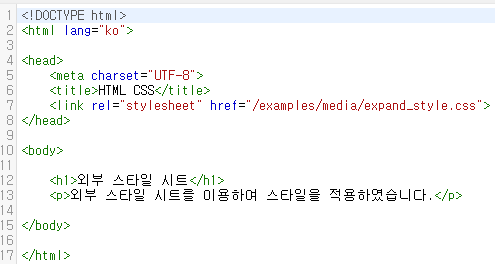 1 <!DOCTYPE html>
2 <html lang="ko">
3
4 <head>
5     <meta charset="UTF-8">
6     <title>HTML CSS</title>
7     <link rel="stylesheet" href="/examples/media/expand_style.css">
8 </head>
9
10 <body>
11
12     <h1>외부 스타일 시트</h1>
13     <p>외부 스타일 시트를 이용하여 스타일을 적용하였습니다.</p>
14
15 </body>
16
17 </html>